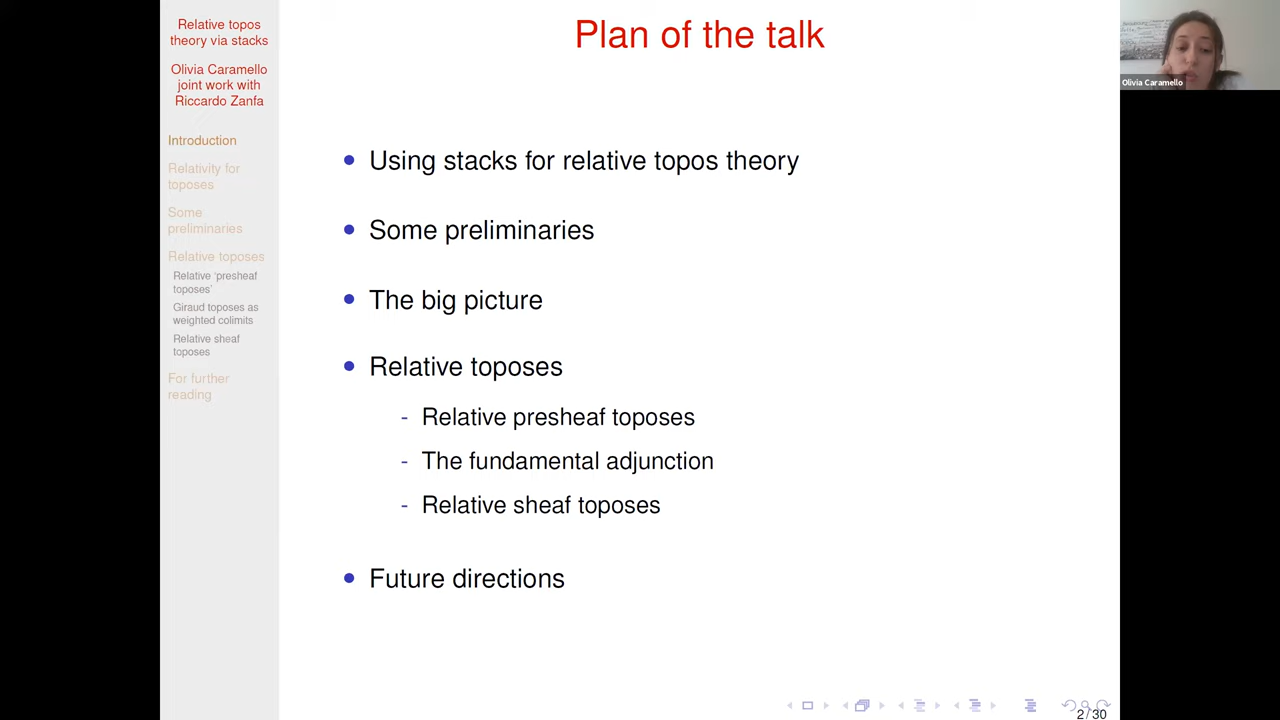 Relative topos
theory via stacks
Olivia Caramello
joint work with
Riccardo Zanfa
Introduction
Relativity for
toposes
Some
preliminaries
Relative toposes
Relative ‘presheaf
toposes’
Giraud toposes as
weighted colimits
Relative sheaf
toposes
For further
reading
Plan of the talk
Using stacks for relative topos theory
Some preliminaries
The big picture
Relative toposes
- Relative presheaf toposes
- The fundamental adjunction
- Relative sheaf toposes
Future directions
2/30
Olivia Caramello